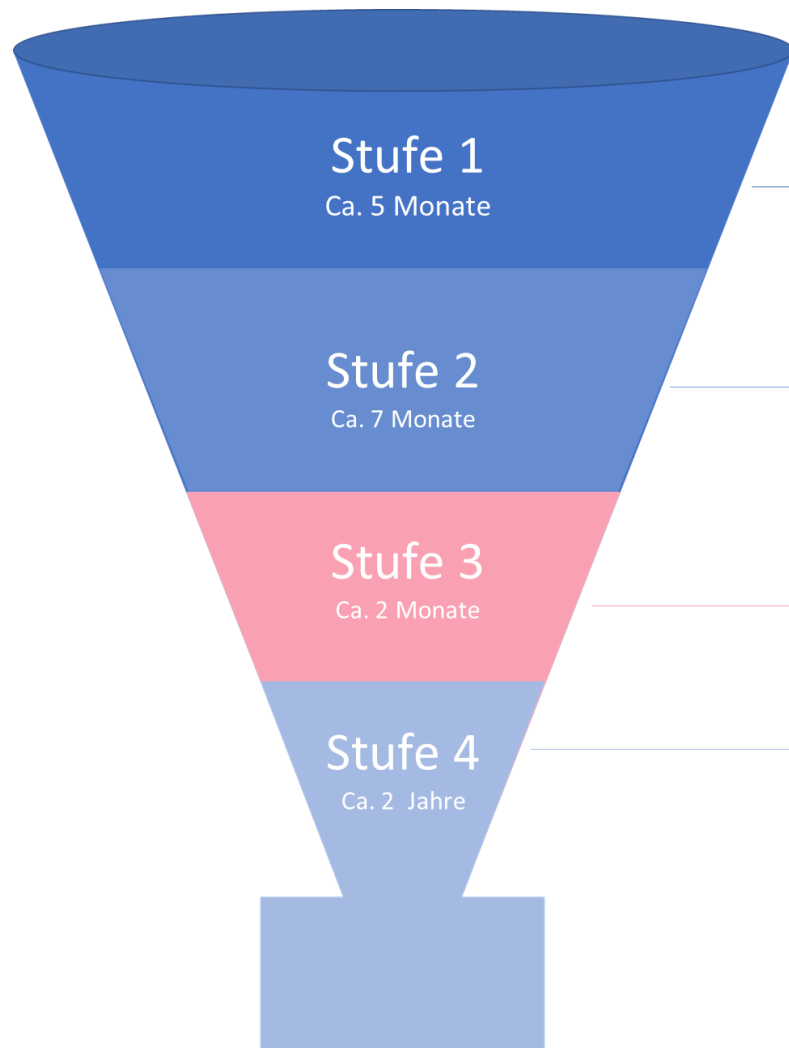 Stufe 1
Ca. 5 Monate
Stufe 2
Ca. 7 Monate
Stufe 3
Ca. 2 Monate
Stufe 4
Ca. 2  Jahre